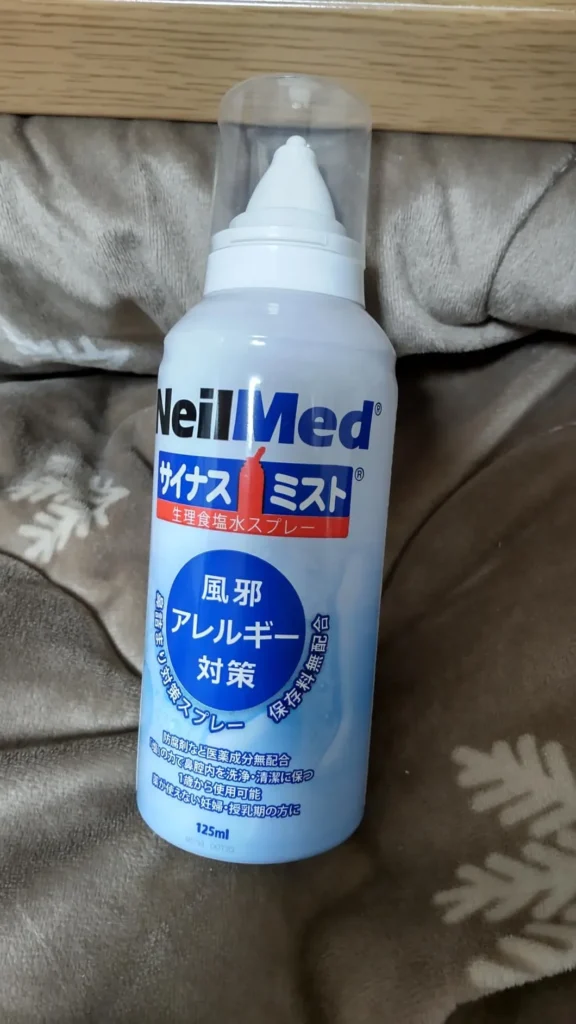 NeilMed®
サイナス ミスト®
生理食塩水スプレー
風邪
アレルギー
対策
鼻詰まり対策スプレー
保存料無配合
防腐剤など医薬成分無配合
の力で鼻腔内を洗浄・清潔に保つ
1歳から使用可能
薬が使えない妊婦・授乳期の方に
125ml